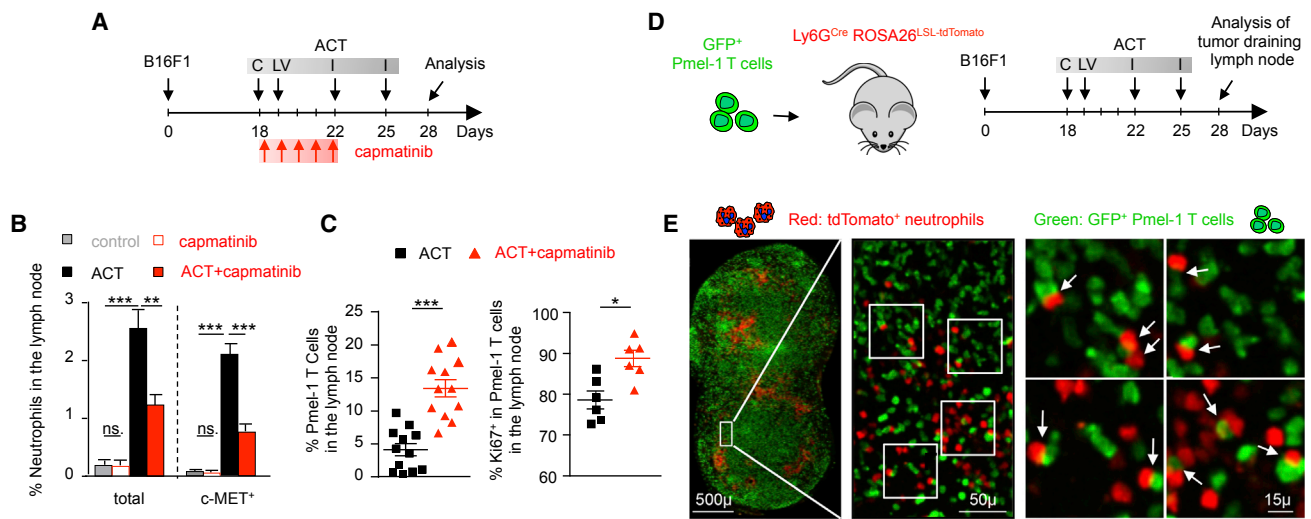 A
ACT
B16F1
C LV I I
Analysis
0 18 22 25 28 Days
capmatinib
B
control
capmatinib
ACT
ACT+capmatinib
% Neutrophils in the lymph node
3
2
1
0
*** **
*** ***
ns.
ns.
total
c-MET⁺
C
ACT
ACT+capmatinib
% Pmel-1 T Cells
in the lymph node
20
15
10
5
0
***
% Ki67⁺ in Pmel-1 T cells
in the lymph node
100
90
80
70
60
*
D
GFP⁺
Pmel-1 T cells
Ly6G^Cre ROSA26^LSL-tdTomato
ACT
B16F1
C LV I I
Analysis of
tumor draining
lymph node
0 18 22 25 28 Days
E
Red: tdTomato⁺ neutrophils
Green: GFP⁺ Pmel-1 T cells
500µ
50µ
15µ